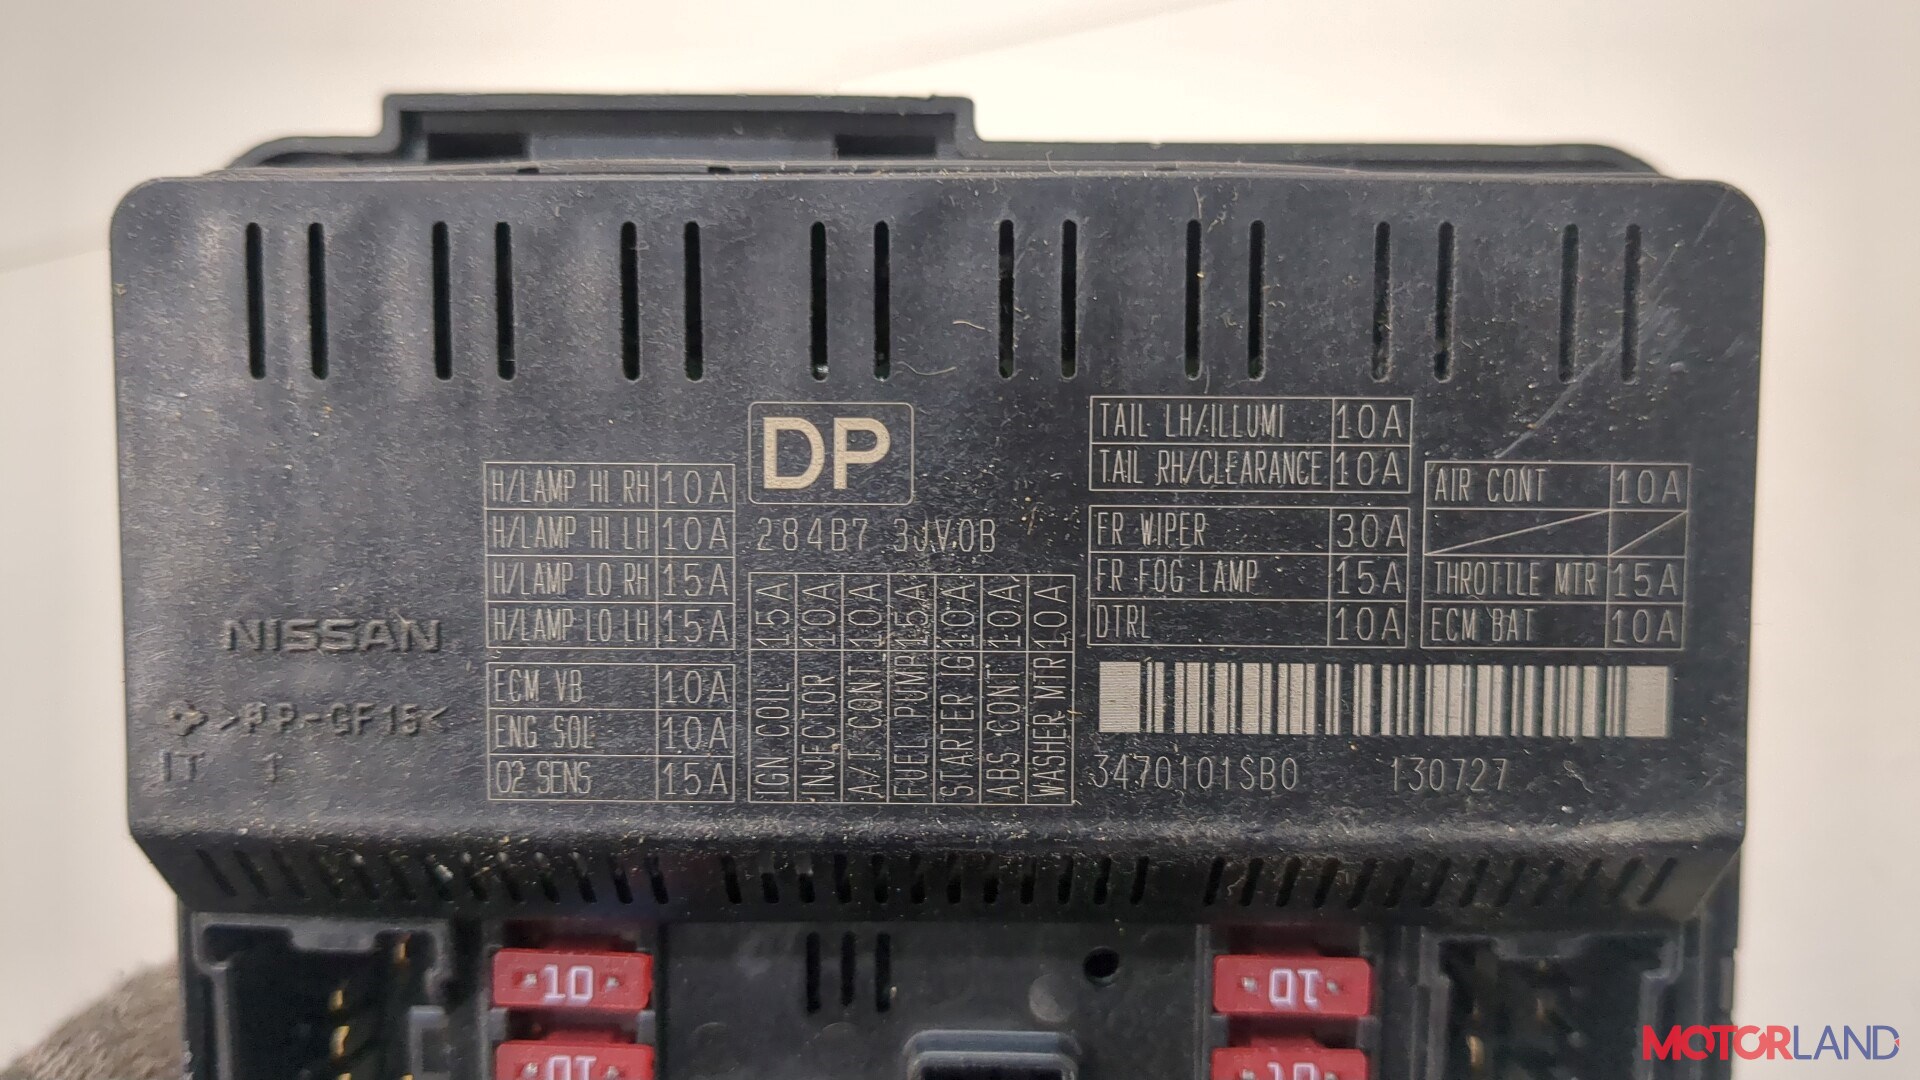 DP
284B7 3JV0B
H/LAMP HI RH 10A
H/LAMP HI LH 10A
H/LAMP LO RH 15A
H/LAMP LO LH 15A
ECM VB 10A
ENG SOL 10A
O2 SENS 15A
NISSAN
>PP-GF15<
IT 1
IGN COIL 15A
INJECTOR 10A
A/T CONT 10A
FUEL PUMP 15A
STARTER IG 10A
ABS CONT 10A
WASHER MTR 10A
TAIL LH/ILLUMI 10A
TAIL RH/CLEARANCE 10A
FR WIPER 30A
FR FOG LAMP 15A
DTRL 10A
AIR CONT 10A
THROTTLE MTR 15A
ECM BAT 10A
3470101SB0 130727
10
10
10
10
MOTORLAND